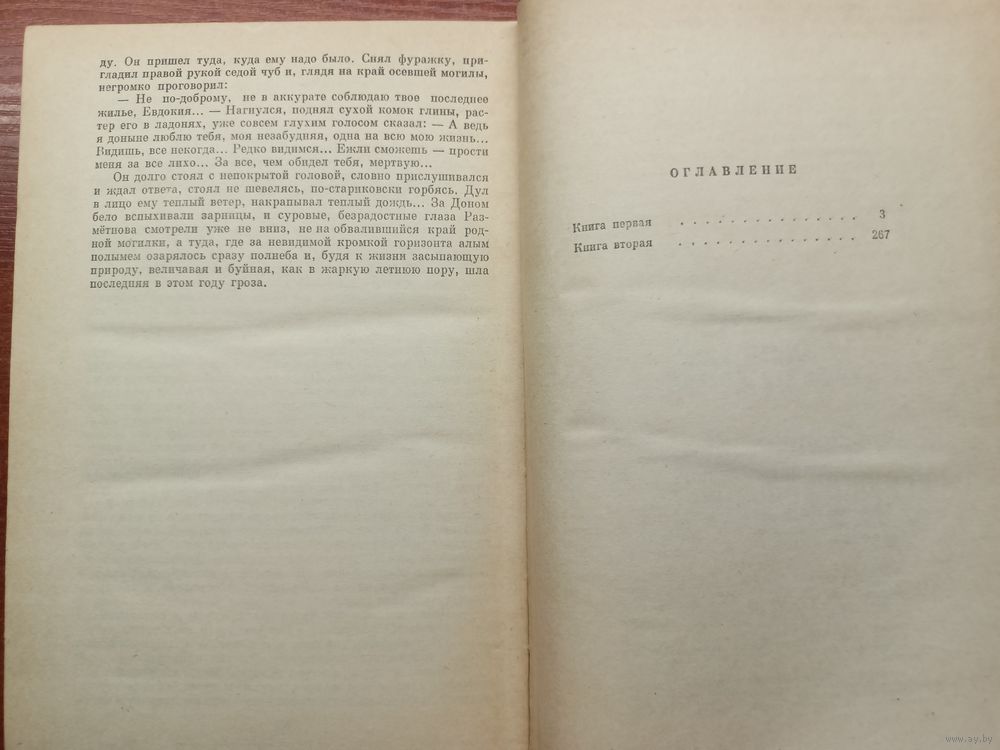 ду. Он пришел туда, куда ему надо было. Снял фуражку, при-
гладил правой рукой седой чуб и, глядя на край осевшей могилы,
негромко проговорил:
— Не по-доброму, не в аккурате соблюдаю твое последнее
жилье, Евдокия... — Нагнулся, поднял сухой комок глины, рас-
тер его в ладонях, уже совсем глухим голосом сказал: — А ведь
я доныне люблю тебя, моя незабудняя, одна на всю мою жизнь...
Видишь, все некогда... Редко видимся... Ежли сможешь — прости
меня за все лихо... За все, чем обидел тебя, мертвую...
Он долго стоял с непокрытой головой, словно прислушивался
и ждал ответа, стоял не шевелясь, по-стариковски горбясь. Дул
в лицо ему теплый ветер, накрапывал теплый дождь... За Доном
бело вспыхивали зарницы, и суровые, безрадостные глаза Раз-
мётнова смотрели уже не вниз, не на обвалившийся край род-
ной могилки, а туда, где за невидимой кромкой горизонта алым
полымем озарялось сразу полнеба и, будя к жизни засыпающую
природу, величавая и буйная, как в жаркую летнюю пору, шла
последняя в этом году гроза.
ОГЛАВЛЕНИЕ
Книга первая . . . . . . . . . . . . . . 3
Книга вторая . . . . . . . . . . . . . . 267
www.ay.by